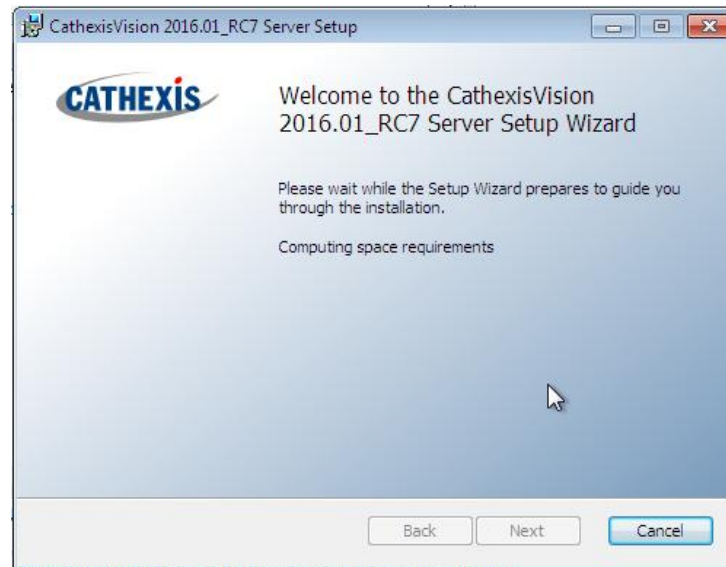 CathexisVision 2016.01_RC7 Server Setup
CATHEXIS
Welcome to the CathexisVision
2016.01_RC7 Server Setup Wizard
Please wait while the Setup Wizard prepares to guide you
through the installation.
Computing space requirements
Back
Next
Cancel